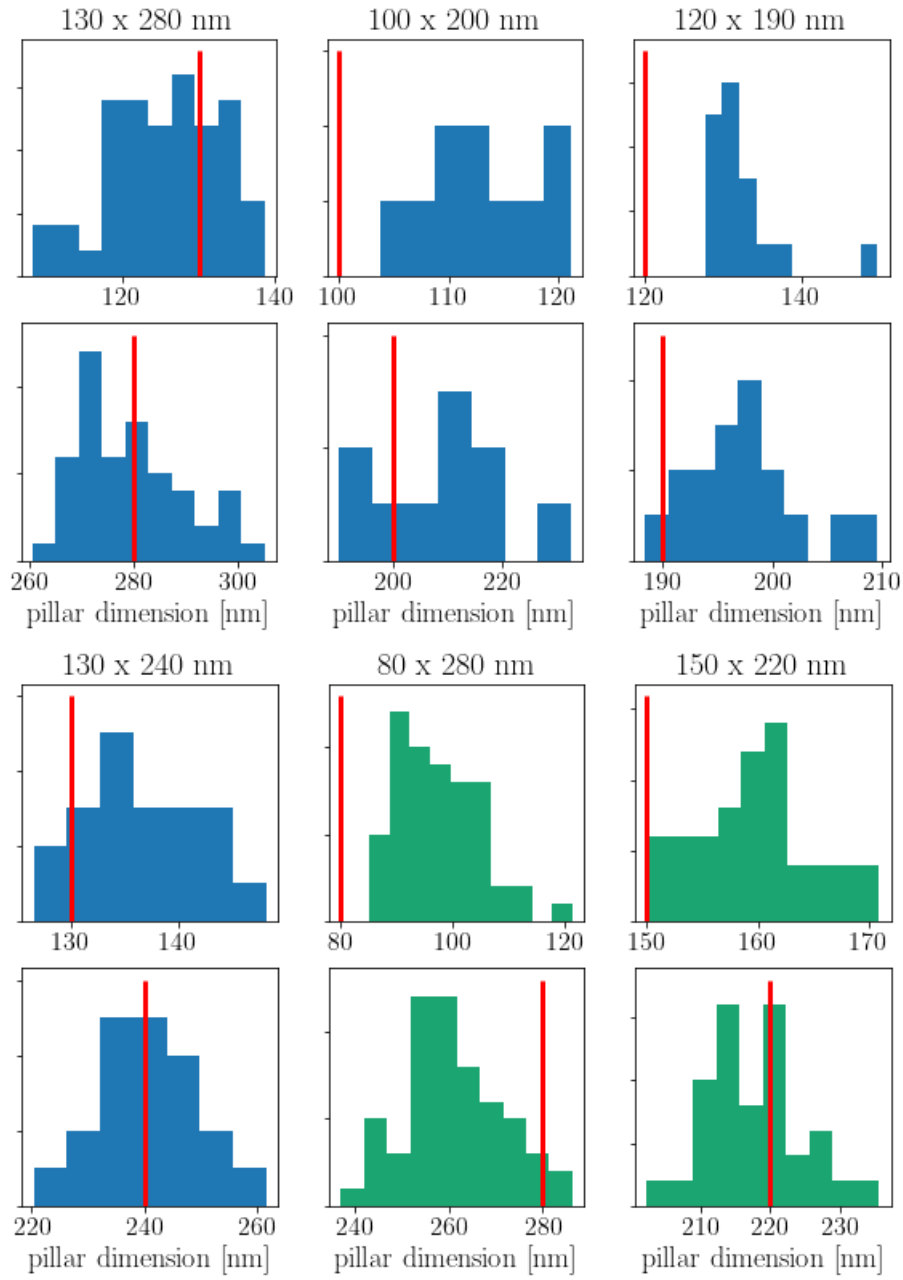 130 x 280 nm
100 x 200 nm
120 x 190 nm
120 140
100 110 120
120 140
260 280 300
200 220
190 200 210
pillar dimension [nm]
pillar dimension [nm]
pillar dimension [nm]
130 x 240 nm
80 x 280 nm
150 x 220 nm
130 140
80 100 120
150 160 170
220 240 260
240 260 280
210 220 230
pillar dimension [nm]
pillar dimension [nm]
pillar dimension [nm]